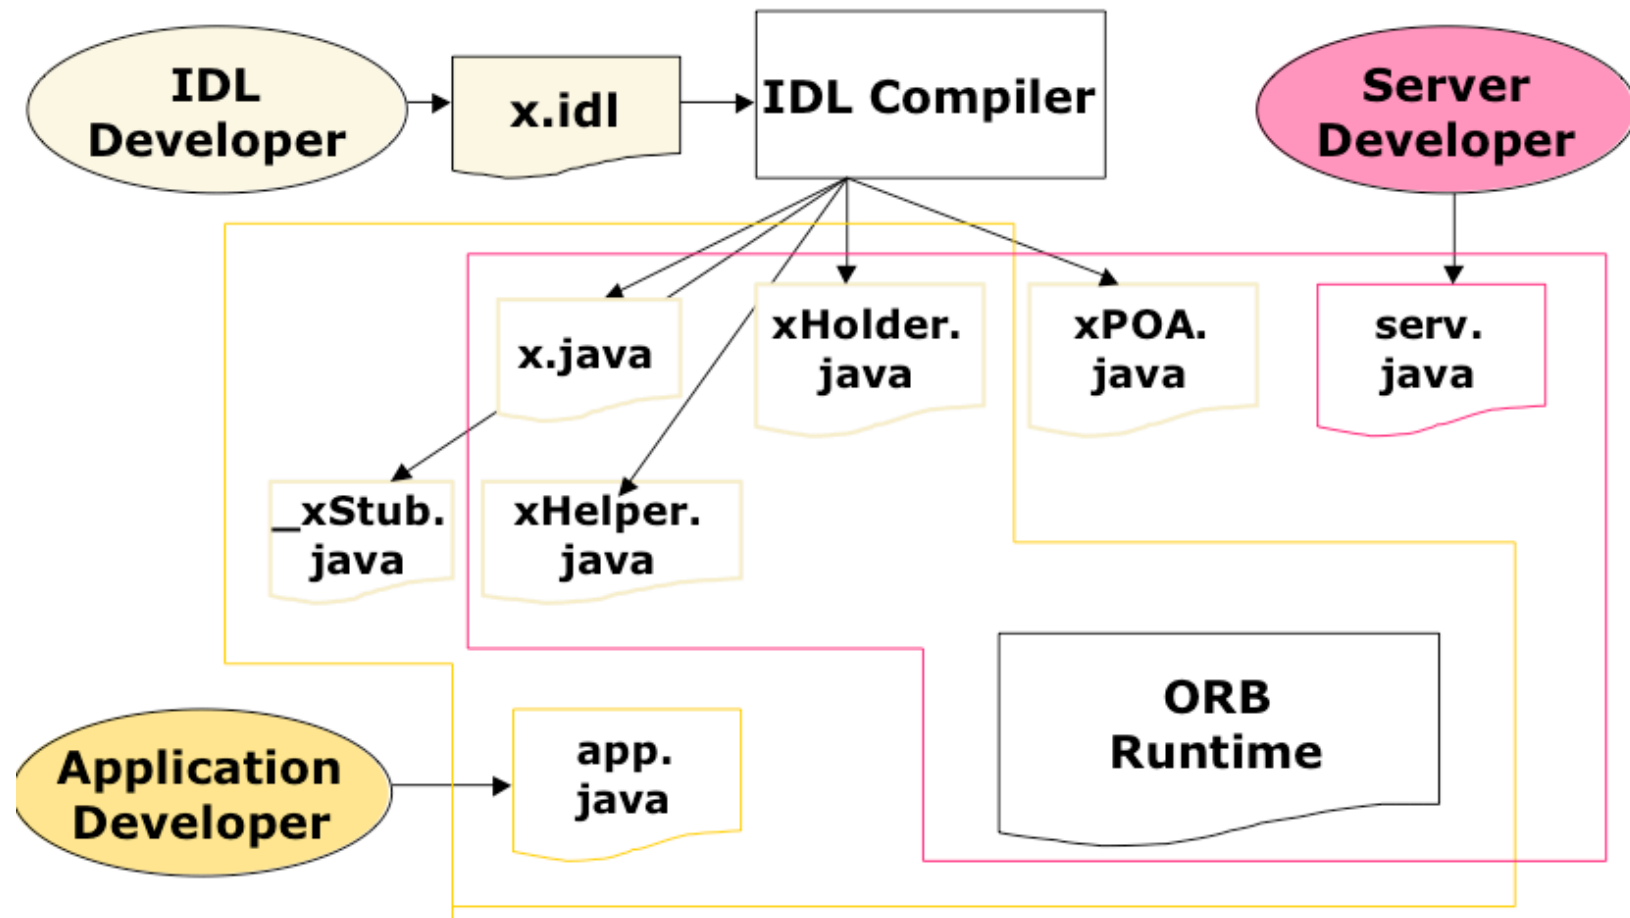 IDL
Developer
x.idl
IDL Compiler
Server
Developer
x.java
xHolder.
java
xPOA.
java
serv.
java
_xStub.
java
xHelper.
java
ORB
Runtime
Application
Developer
app.
java